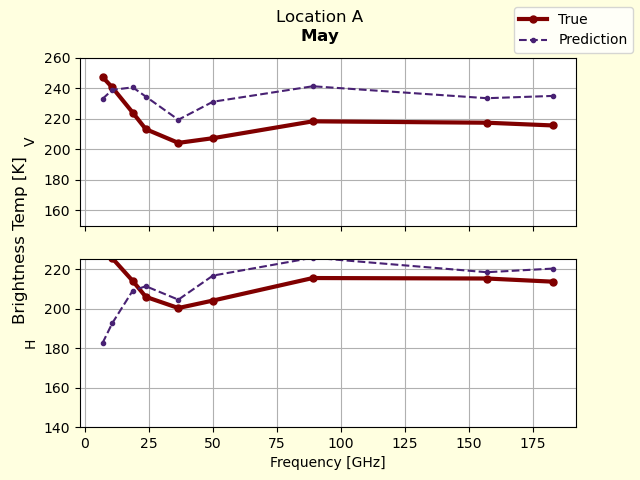 Location A
May
True
Prediction
Brightness Temp [K]
V
260
240
220
200
180
160
H
220
200
180
160
140
0
25
50
75
100
125
150
175
Frequency [GHz]